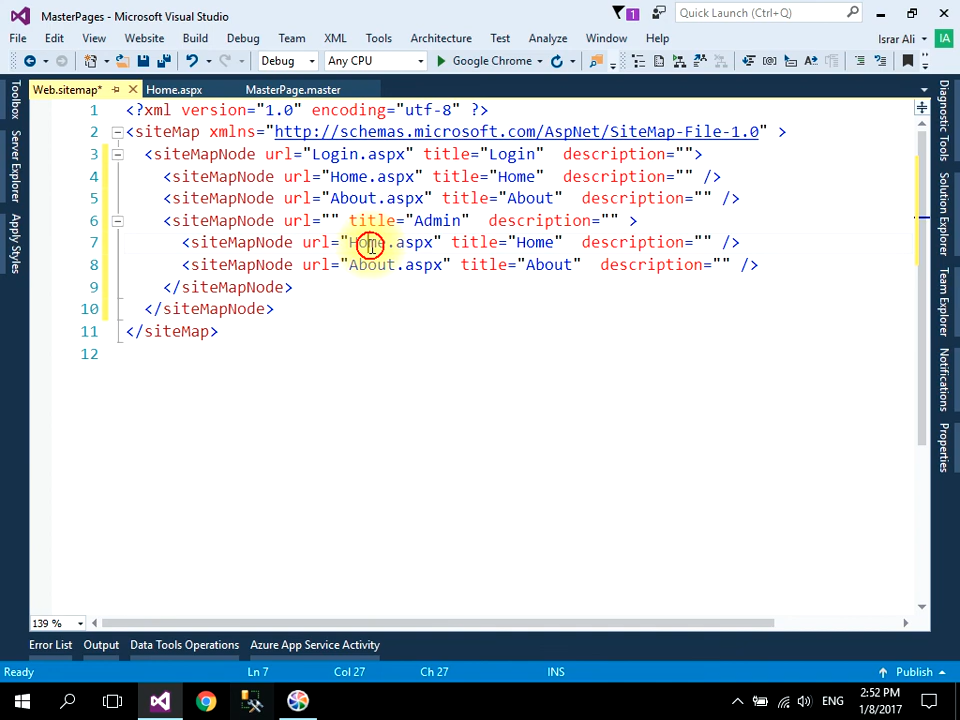 MasterPages - Microsoft Visual Studio
1
Quick Launch (Ctrl+Q)
File Edit View Website Build Debug Team XML Tools Architecture Test Analyze Window Help
Israr Ali IA
Debug Any CPU Google Chrome
Web.sitemap* Home.aspx MasterPage.master
1 <?xml version="1.0" encoding="utf-8" ?>
2 <siteMap xmlns="http://schemas.microsoft.com/AspNet/SiteMap-File-1.0" >
3 <siteMapNode url="Login.aspx" title="Login"  description="">
4 <siteMapNode url="Home.aspx" title="Home"  description="" />
5 <siteMapNode url="About.aspx" title="About"  description="" />
6 <siteMapNode url="" title="Admin"  description="" >
7 <siteMapNode url="Home.aspx" title="Home"  description="" />
8 <siteMapNode url="About.aspx" title="About"  description="" />
9 </siteMapNode>
10 </siteMapNode>
11 </siteMap>
12
Toolbox
Server Explorer
Apply Styles
Diagnostic Tools
Solution Explorer
Team Explorer
Notifications
Properties
139 %
Error List Output Data Tools Operations Azure App Service Activity
Ready Ln 7 Col 27 Ch 27 INS Publish
ENG
2:52 PM
1/8/2017